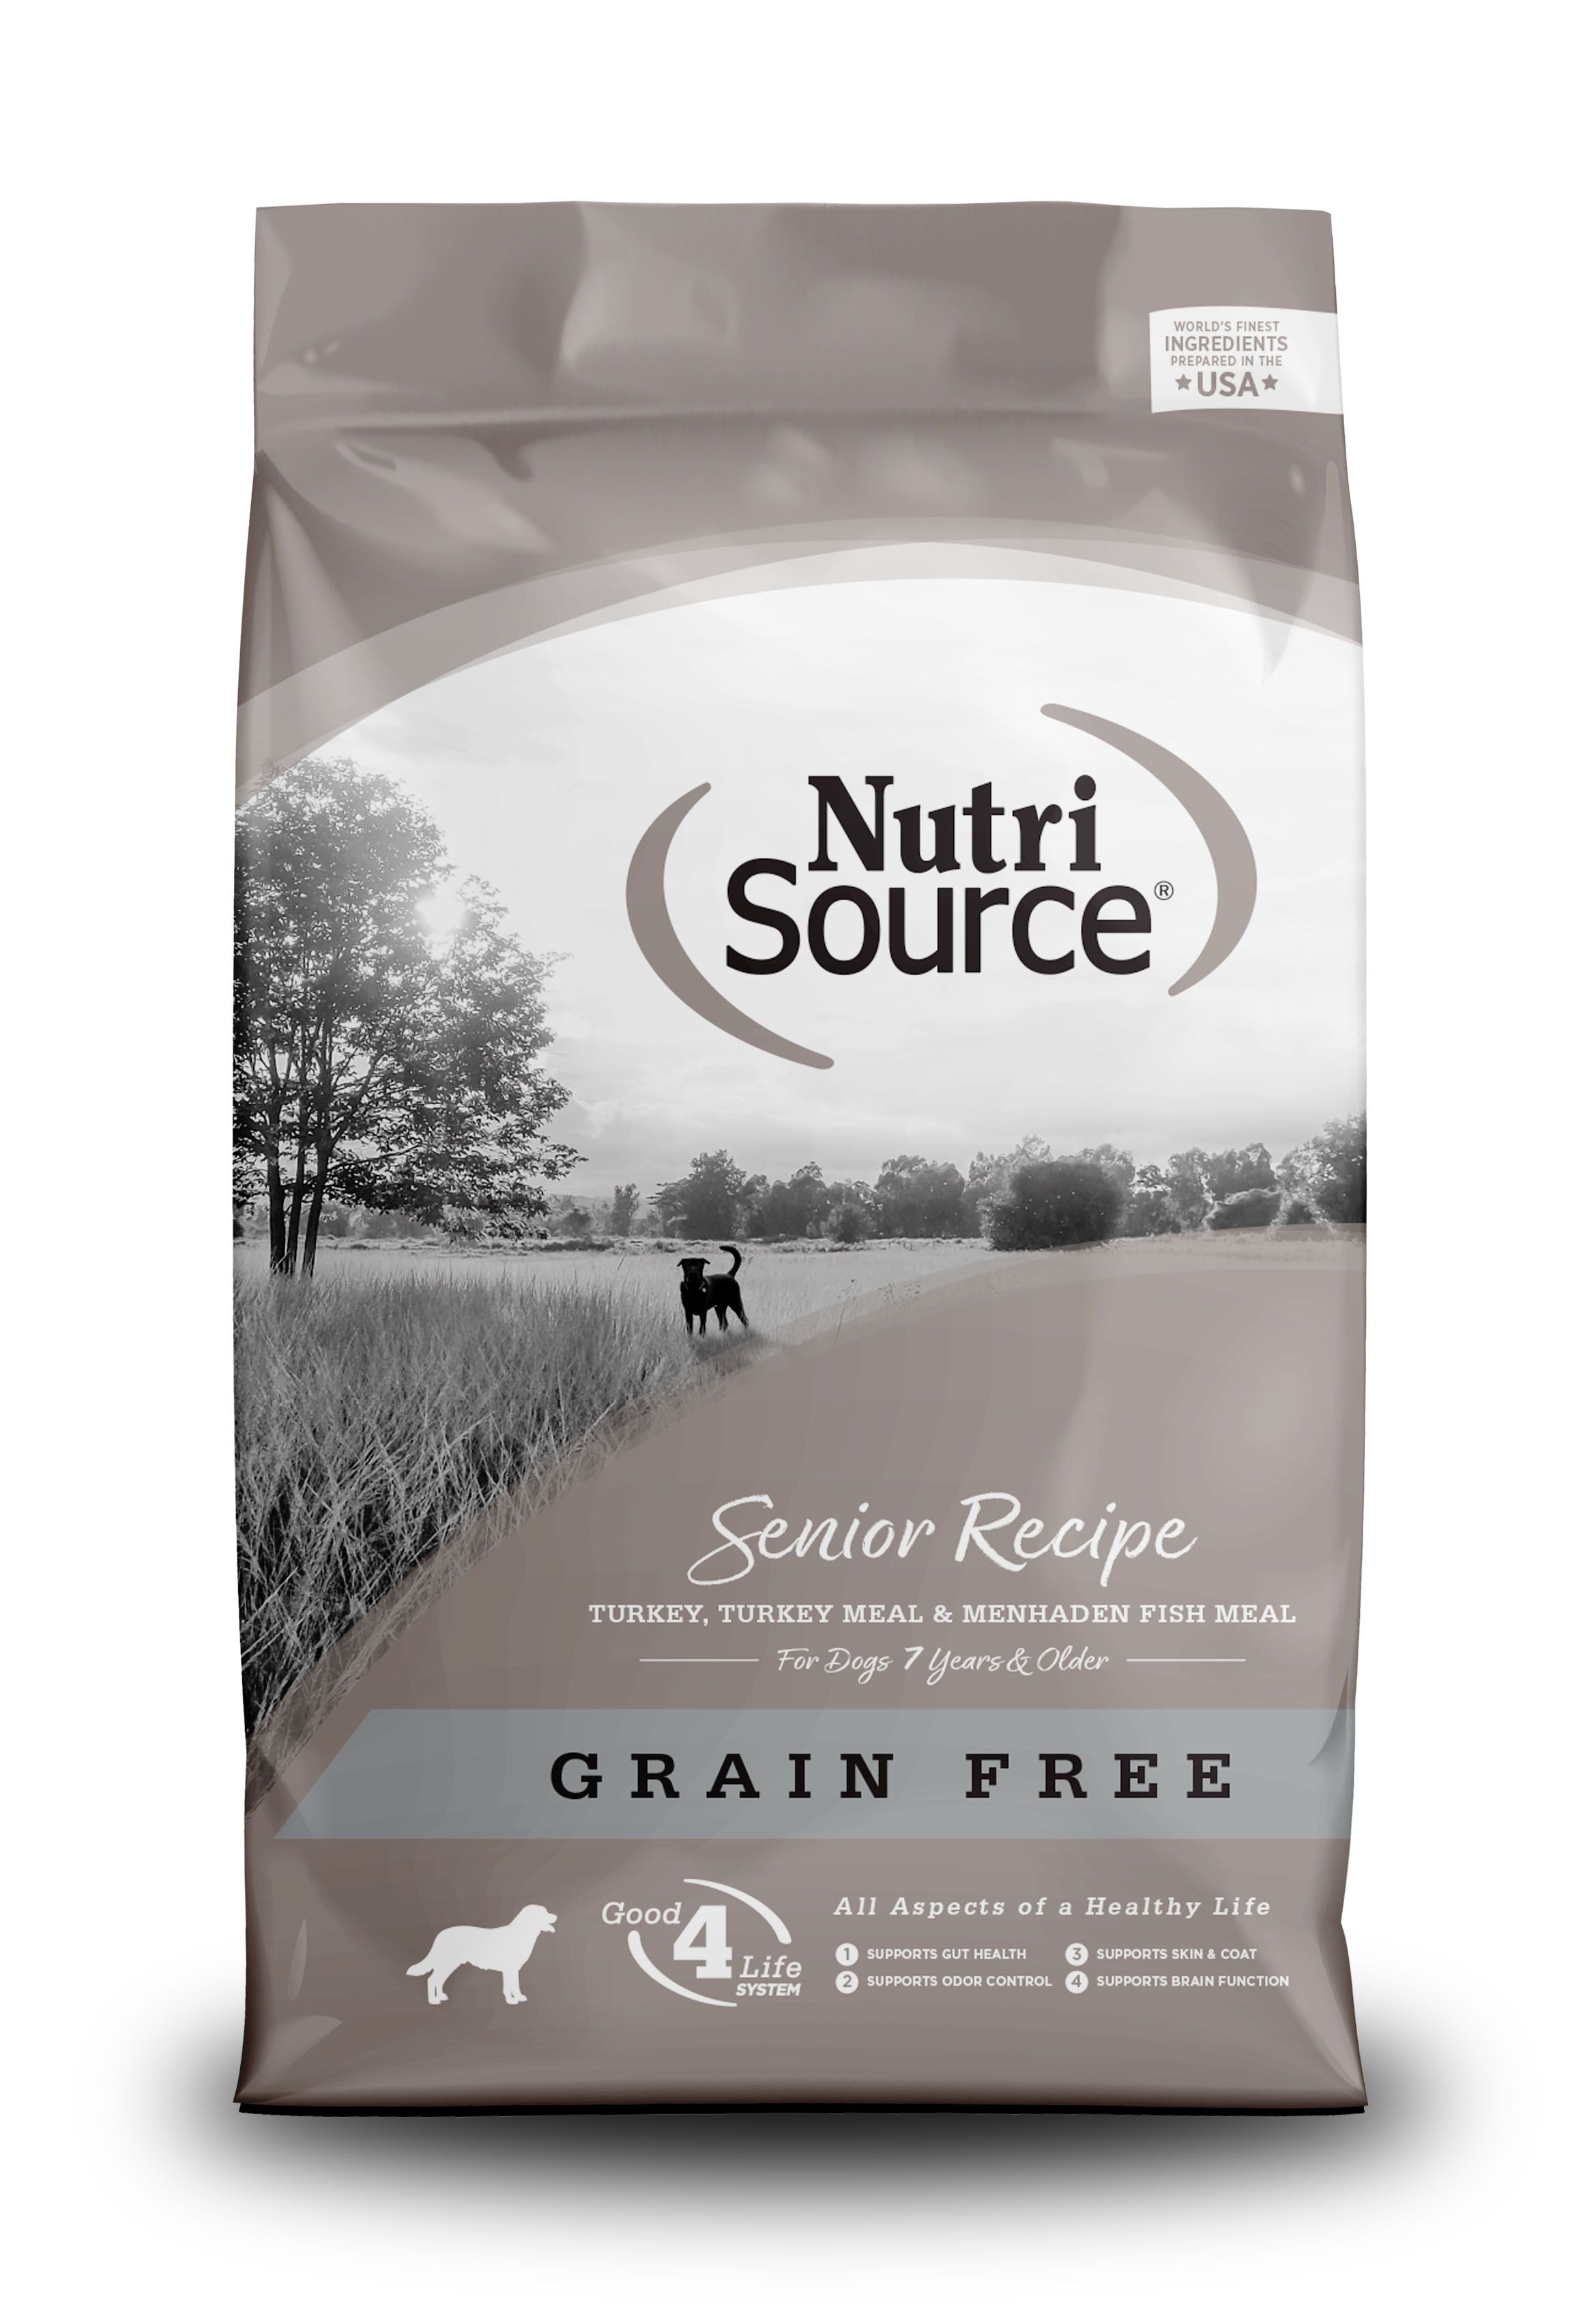 WORLD'S FINEST
INGREDIENTS
PREPARED IN THE
★USA★
Nutri
Source®
Senior Recipe
TURKEY, TURKEY MEAL & MENHADEN FISH MEAL
For Dogs 7 Years & Older
GRAIN FREE
Good 4 Life
SYSTEM
All Aspects of a Healthy Life
1 SUPPORTS GUT HEALTH
2 SUPPORTS ODOR CONTROL
3 SUPPORTS SKIN & COAT
4 SUPPORTS BRAIN FUNCTION